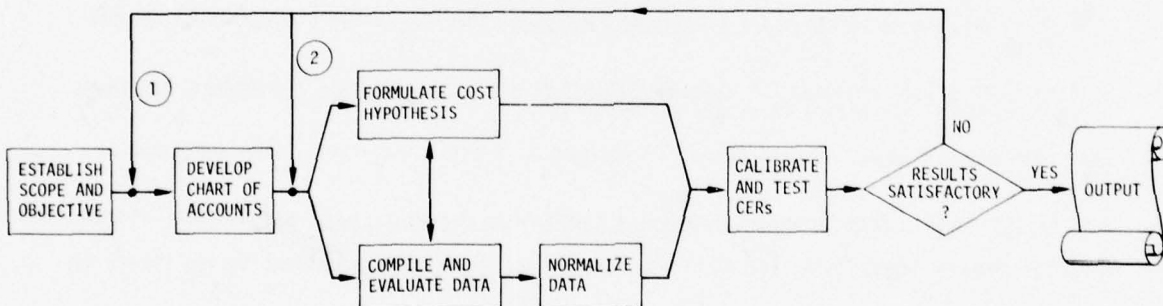 1
2
ESTABLISH
SCOPE AND
OBJECTIVE
DEVELOP
CHART OF
ACCOUNTS
FORMULATE COST
HYPOTHESIS
COMPILE AND
EVALUATE DATA
NORMALIZE
DATA
CALIBRATE
AND TEST
CERs
RESULTS
SATISFACTORY
?
NO
YES
OUTPUT